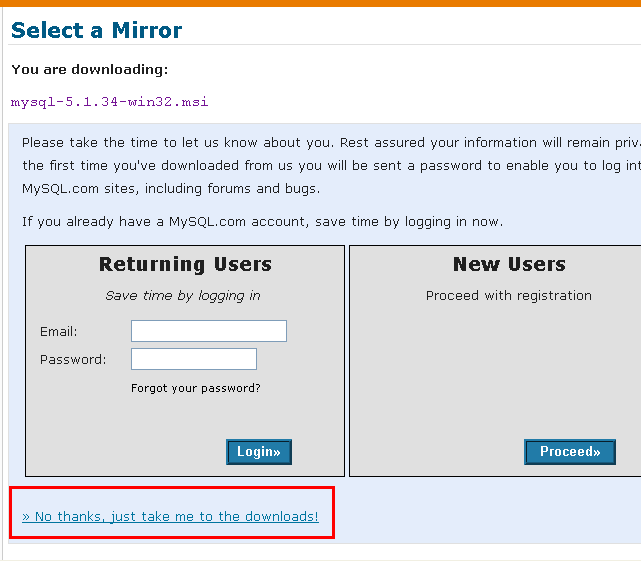 Select a Mirror
You are downloading:
mysql-5.1.34-win32.msi
Please take the time to let us know about you. Rest assured your information will remain
the first time you've downloaded from us you will be sent a password to enable you to log
MySQL.com sites, including forums and bugs.
If you already have a MySQL.com account, save time by logging in now.
Returning Users
Save time by logging in
Email:
Password:
Forgot your password?
Login»
New Users
Proceed with registration
Proceed»
» No thanks, just take me to the downloads!